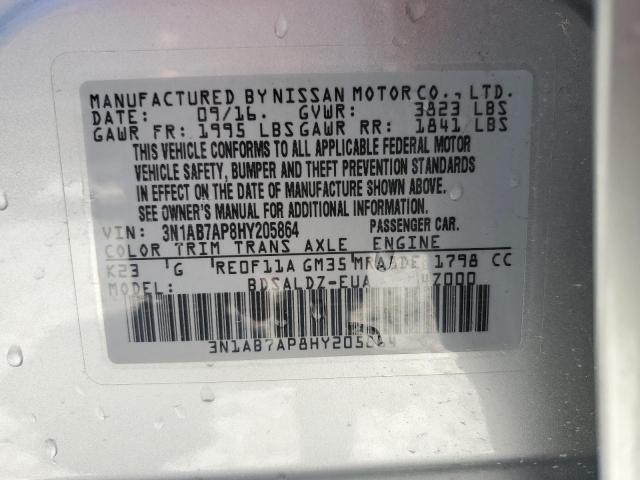 MANUFACTURED BY NISSAN MOTOR CO., LTD.
DATE: 09/16. GVWR: 3823 LBS
GAWR FR: 1995 LBS GAWR RR: 1841 LBS
THIS VEHICLE CONFORMS TO ALL APPLICABLE FEDERAL MOTOR
VEHICLE SAFETY, BUMPER AND THEFT PREVENTION STANDARDS
IN EFFECT ON THE DATE OF MANUFACTURE SHOWN ABOVE.
SEE OWNER'S MANUAL FOR ADDITIONAL INFORMATION.
VIN: 3N1AB7AP8HY205864 PASSENGER CAR.
COLOR TRIM TRANS AXLE ENGINE
K23 G RE0F11A GM35 1798 CC
MODEL: BDSALDZ-EUA
3N1AB7AP8HY205864